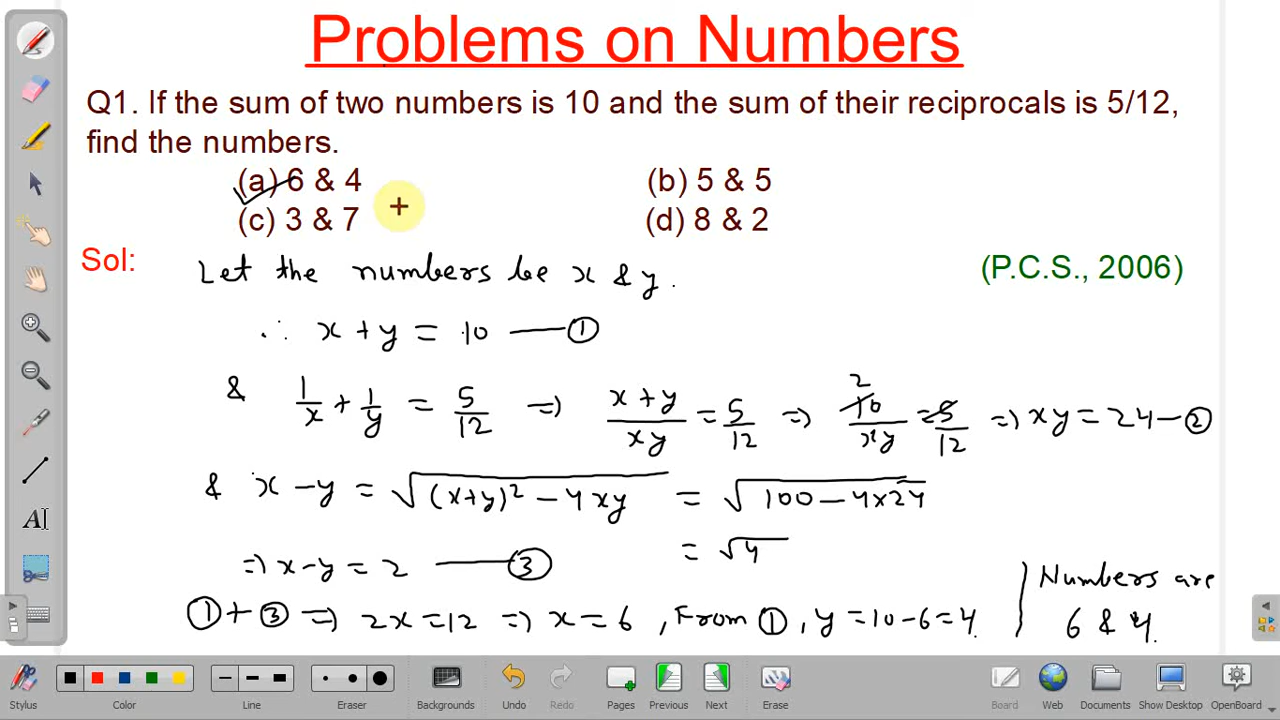 Problems on Numbers
Q1. If the sum of two numbers is 10 and the sum of their reciprocals is 5/12,
find the numbers.
(a) 6 & 4 (b) 5 & 5
(c) 3 & 7 (d) 8 & 2
Sol: Let the numbers be x & y. (P.C.S., 2006)
∴ x + y = 10 —— ①
& 1/x + 1/y = 5/12 ⇒ (x + y)/xy = 5/12 ⇒ 2 10/xy = 5/12 ⇒ xy = 24 — ②
& x − y = √((x+y)² − 4xy) = √(100 − 4×24)
= √4
⇒ x − y = 2 —— ③
① + ③ ⇒ 2x = 12 ⇒ x = 6, From ①, y = 10 − 6 = 4.
Numbers are
6 & 4.
Color Line Eraser Backgrounds Undo Redo Pages Previous Next Erase Board Web Documents Show Desktop OpenBoard